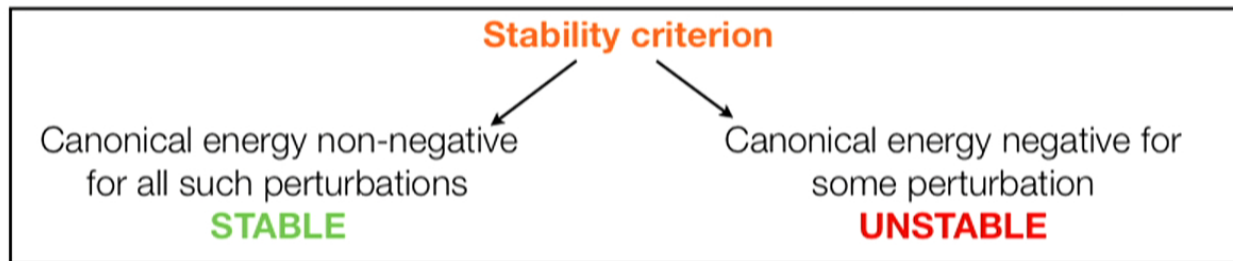 Stability criterion
Canonical energy non-negative
for all such perturbations
STABLE
Canonical energy negative for
some perturbation
UNSTABLE